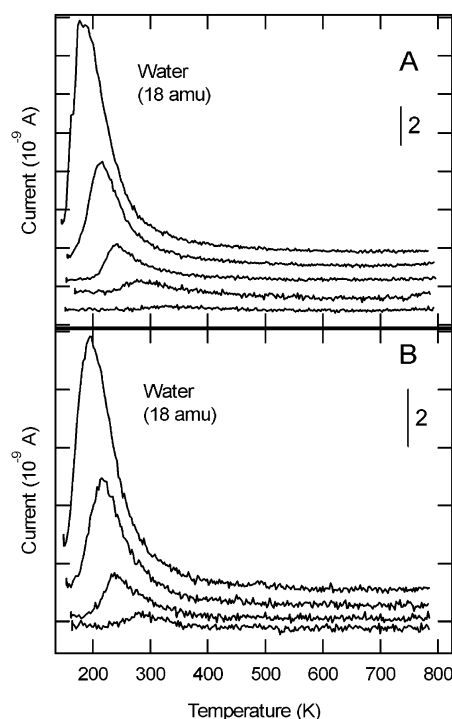 A
Water
(18 amu)
2
Current (10⁻⁹ A)
B
Water
(18 amu)
2
Current (10⁻⁹ A)
200 300 400 500 600 700 800
Temperature (K)